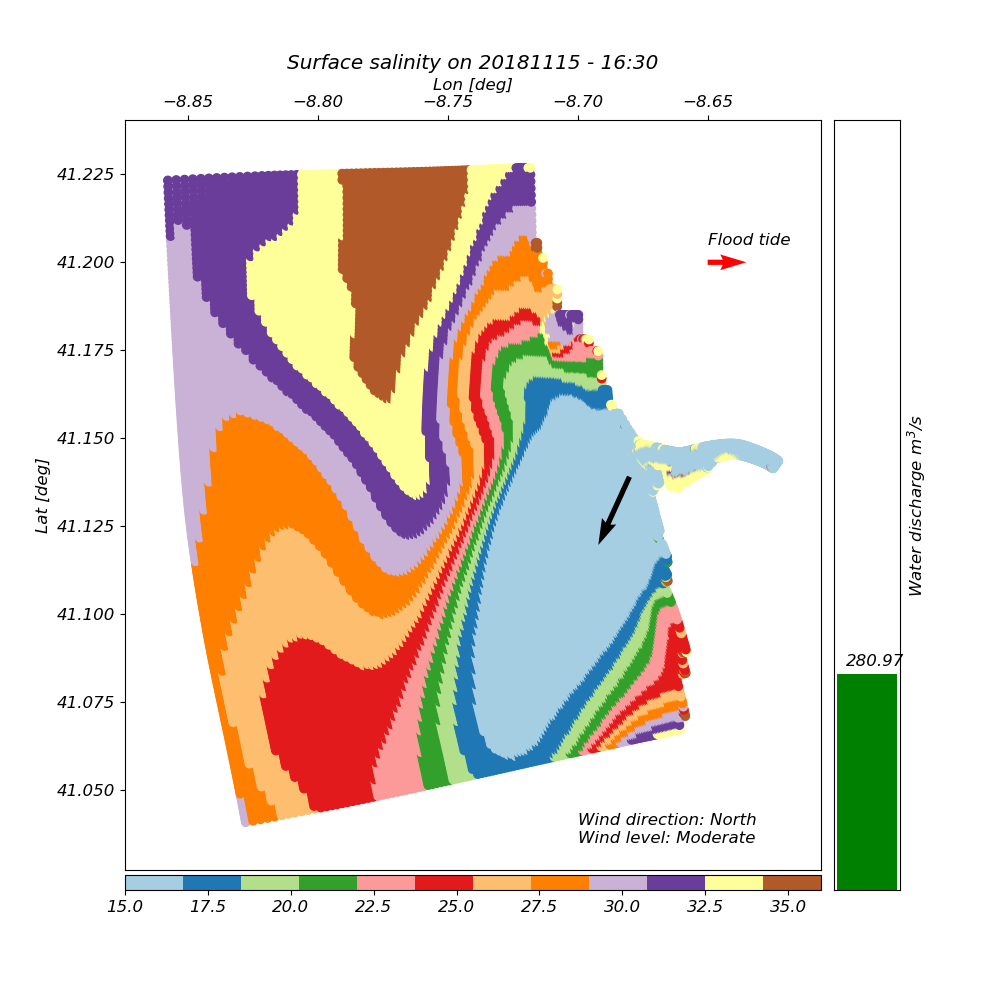 Surface salinity on 20181115 - 16:30
Lon [deg]
−8.85 −8.80 −8.75 −8.70 −8.65
41.225
41.200
41.175
41.150
41.125
41.100
41.075
41.050
Lat [deg]
Flood tide
Wind direction: North
Wind level: Moderate
280.97
Water discharge m³/s
15.0 17.5 20.0 22.5 25.0 27.5 30.0 32.5 35.0